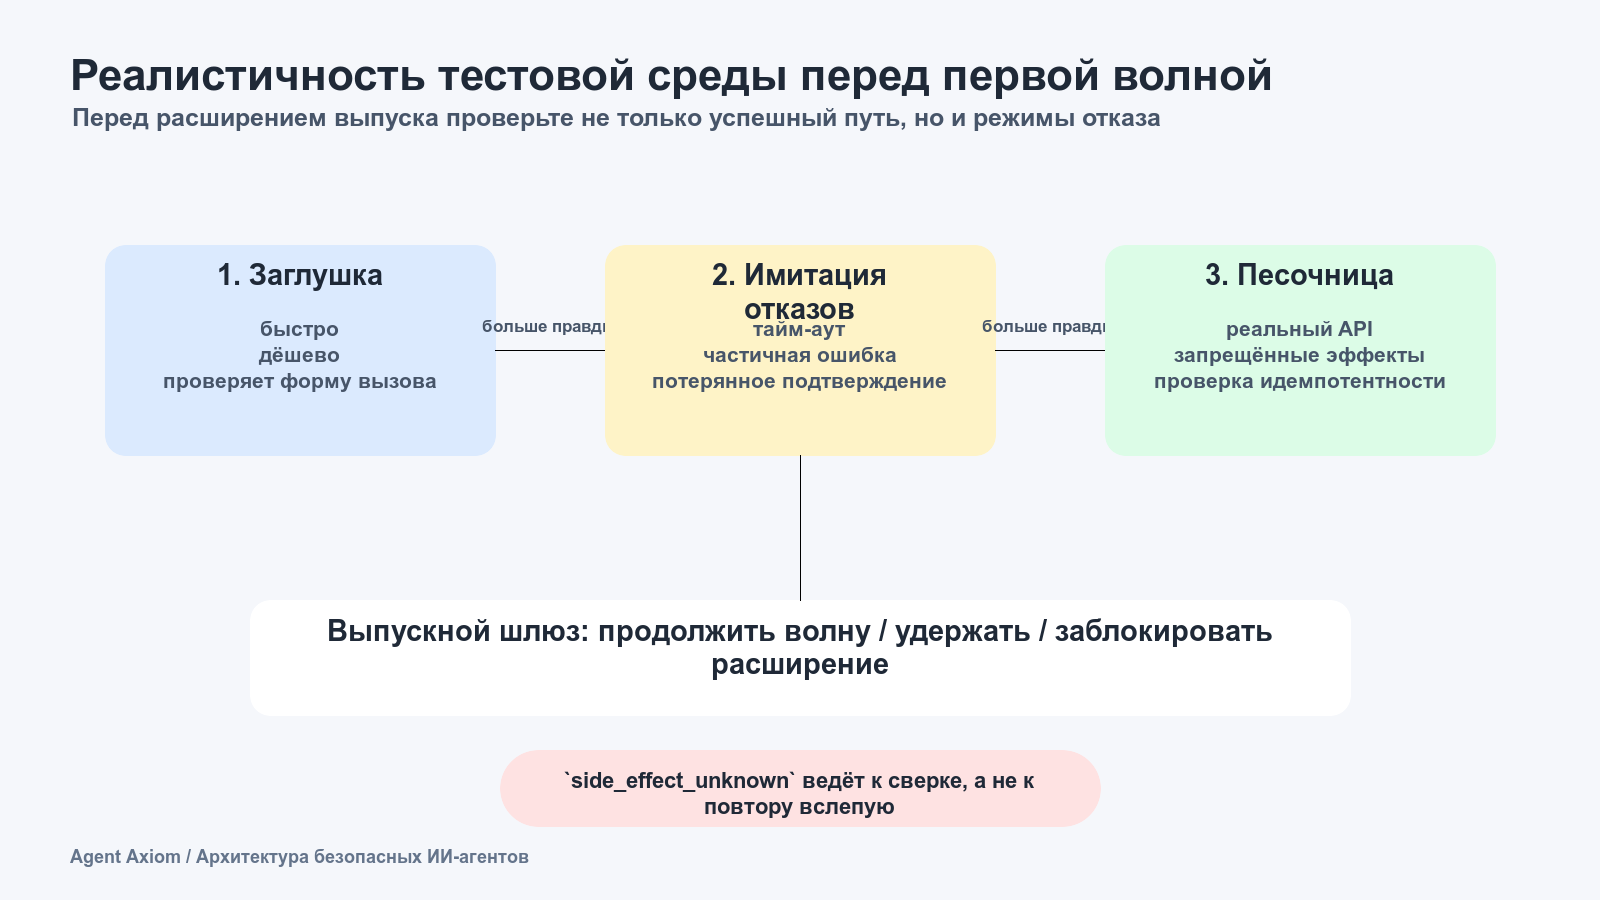 Реалистичность тестовой среды перед первой волной
Перед расширением выпуска проверьте не только успешный путь, но и режимы отказа
1. Заглушка
быстро
дёшево
проверяет форму вызова
больше
2. Имитация
отказов
тайм-аут
частичная ошибка
потерянное подтверждение
больше
3. Песочница
реальный API
запрещённые эффекты
проверка идемпотентности
Выпускной шлюз: продолжить волну / удержать / заблокировать
расширение
`side_effect_unknown` ведёт к сверке, а не к
повтору вслепую
Agent Axiom / Архитектура безопасных ИИ-агентов